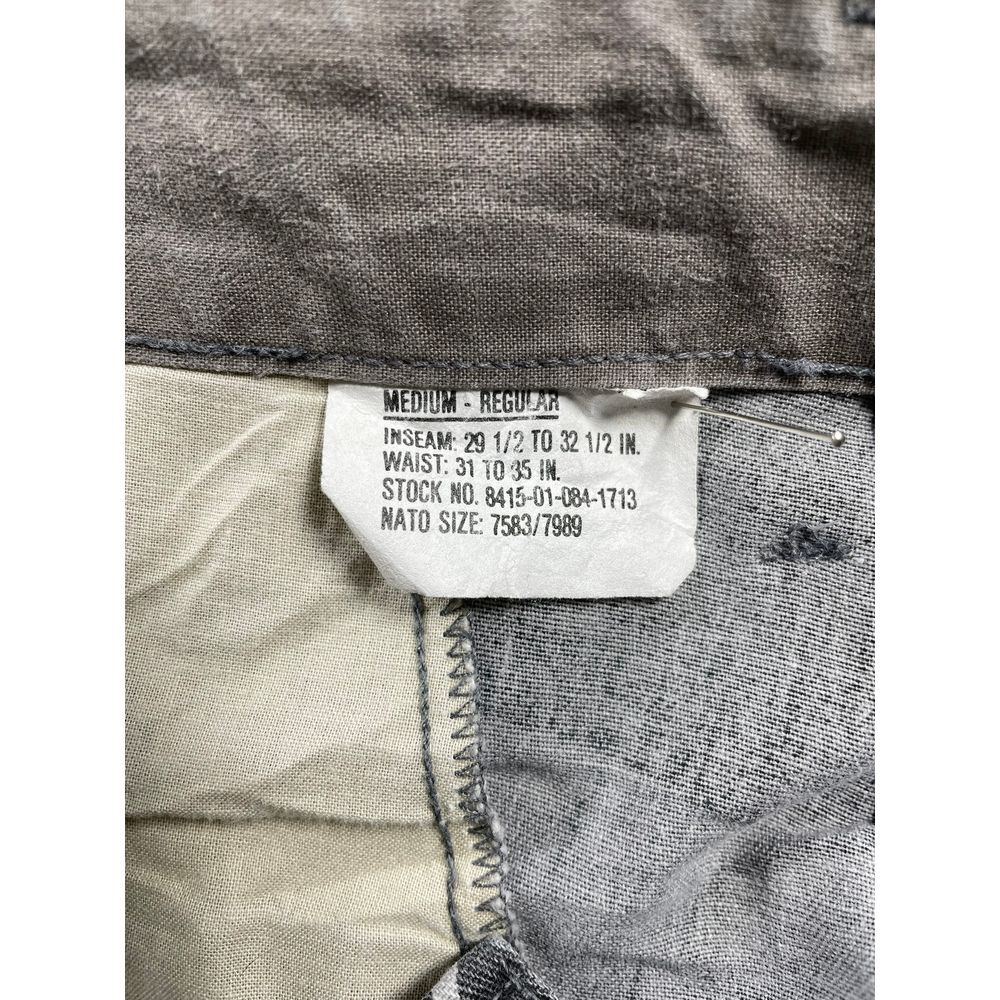 MEDIUM - REGULAR
INSEAM: 29 1/2 TO 32 1/2 IN.
WAIST: 31 TO 35 IN.
STOCK NO. 8415-01-084-1713
NATO SIZE: 7583/7989